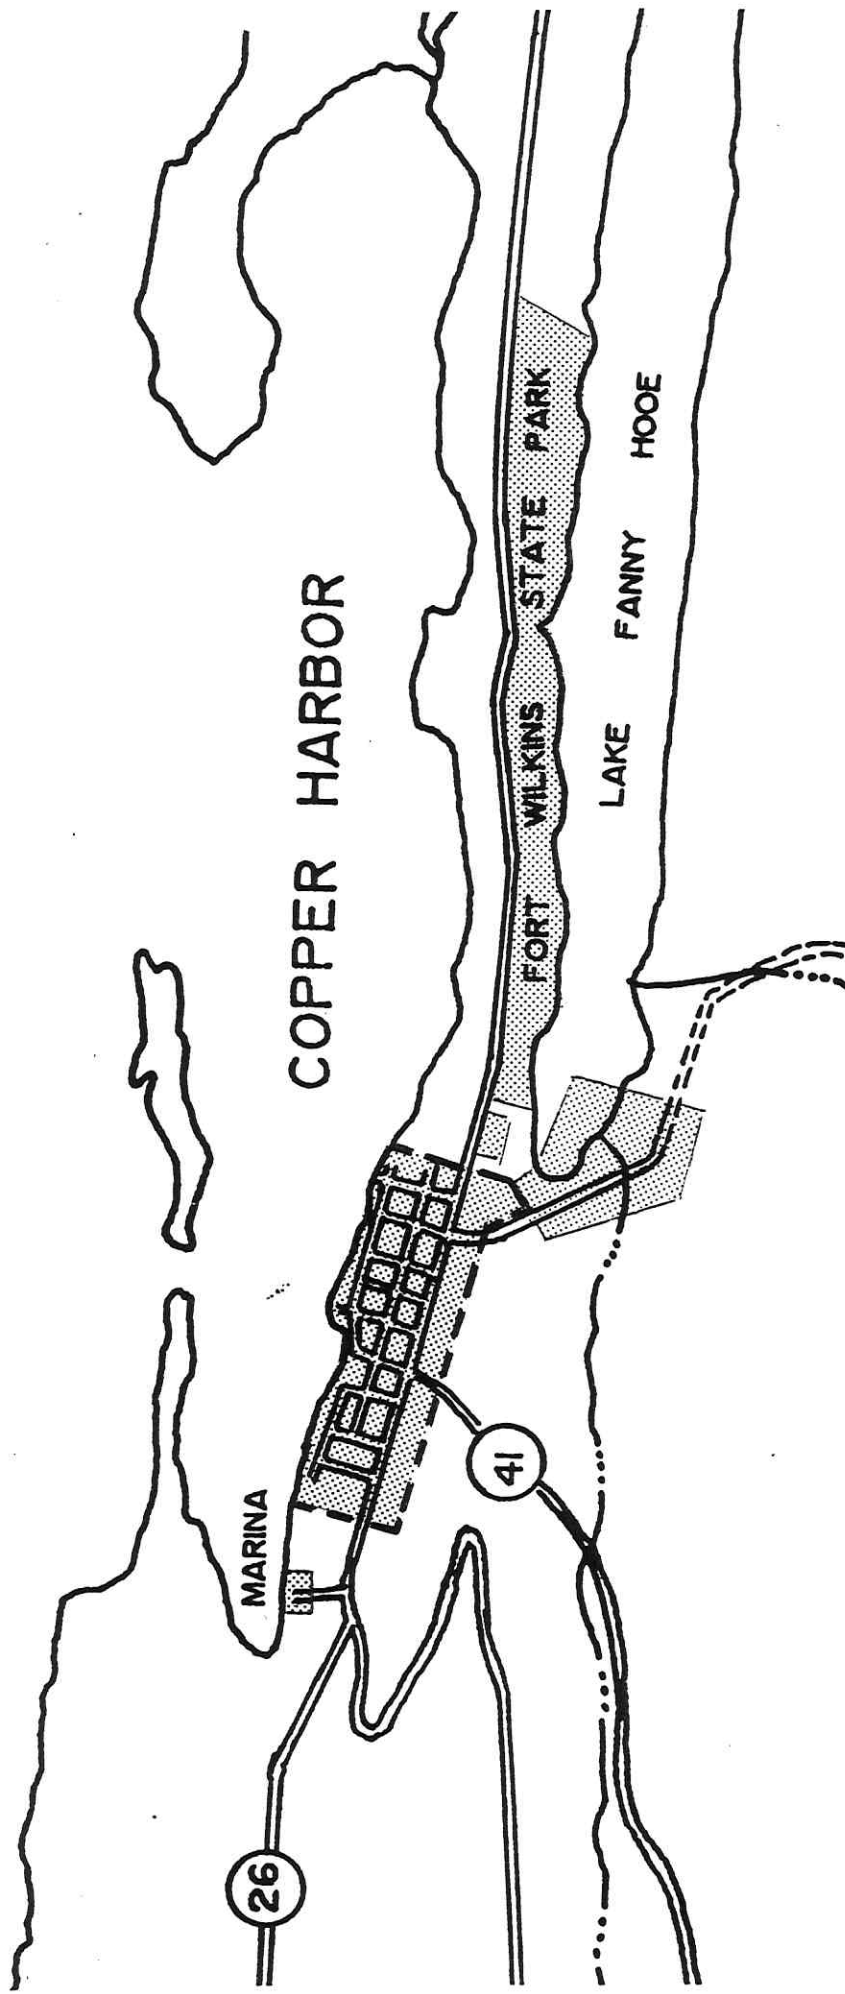 COPPER HARBOR
MARINA
26
41
FORT WILKINS STATE PARK
LAKE FANNY HOOE